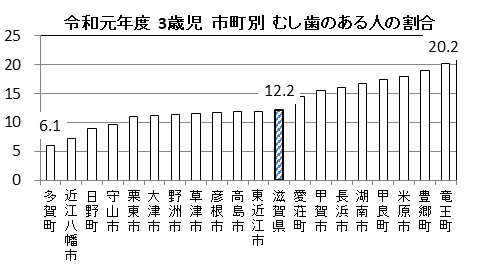 令和元年度 3歳児 市町別 むし歯のある人の割合
25
20
15
10
5
0
6.1
12.2
20.2
多賀町
近江八幡市
日野町
守山市
栗東市
大津市
野洲市
草津市
彦根市
高島市
東近江市
滋賀県
愛荘町
甲賀市
長浜市
湖南市
甲良町
米原市
豊郷町
竜王町